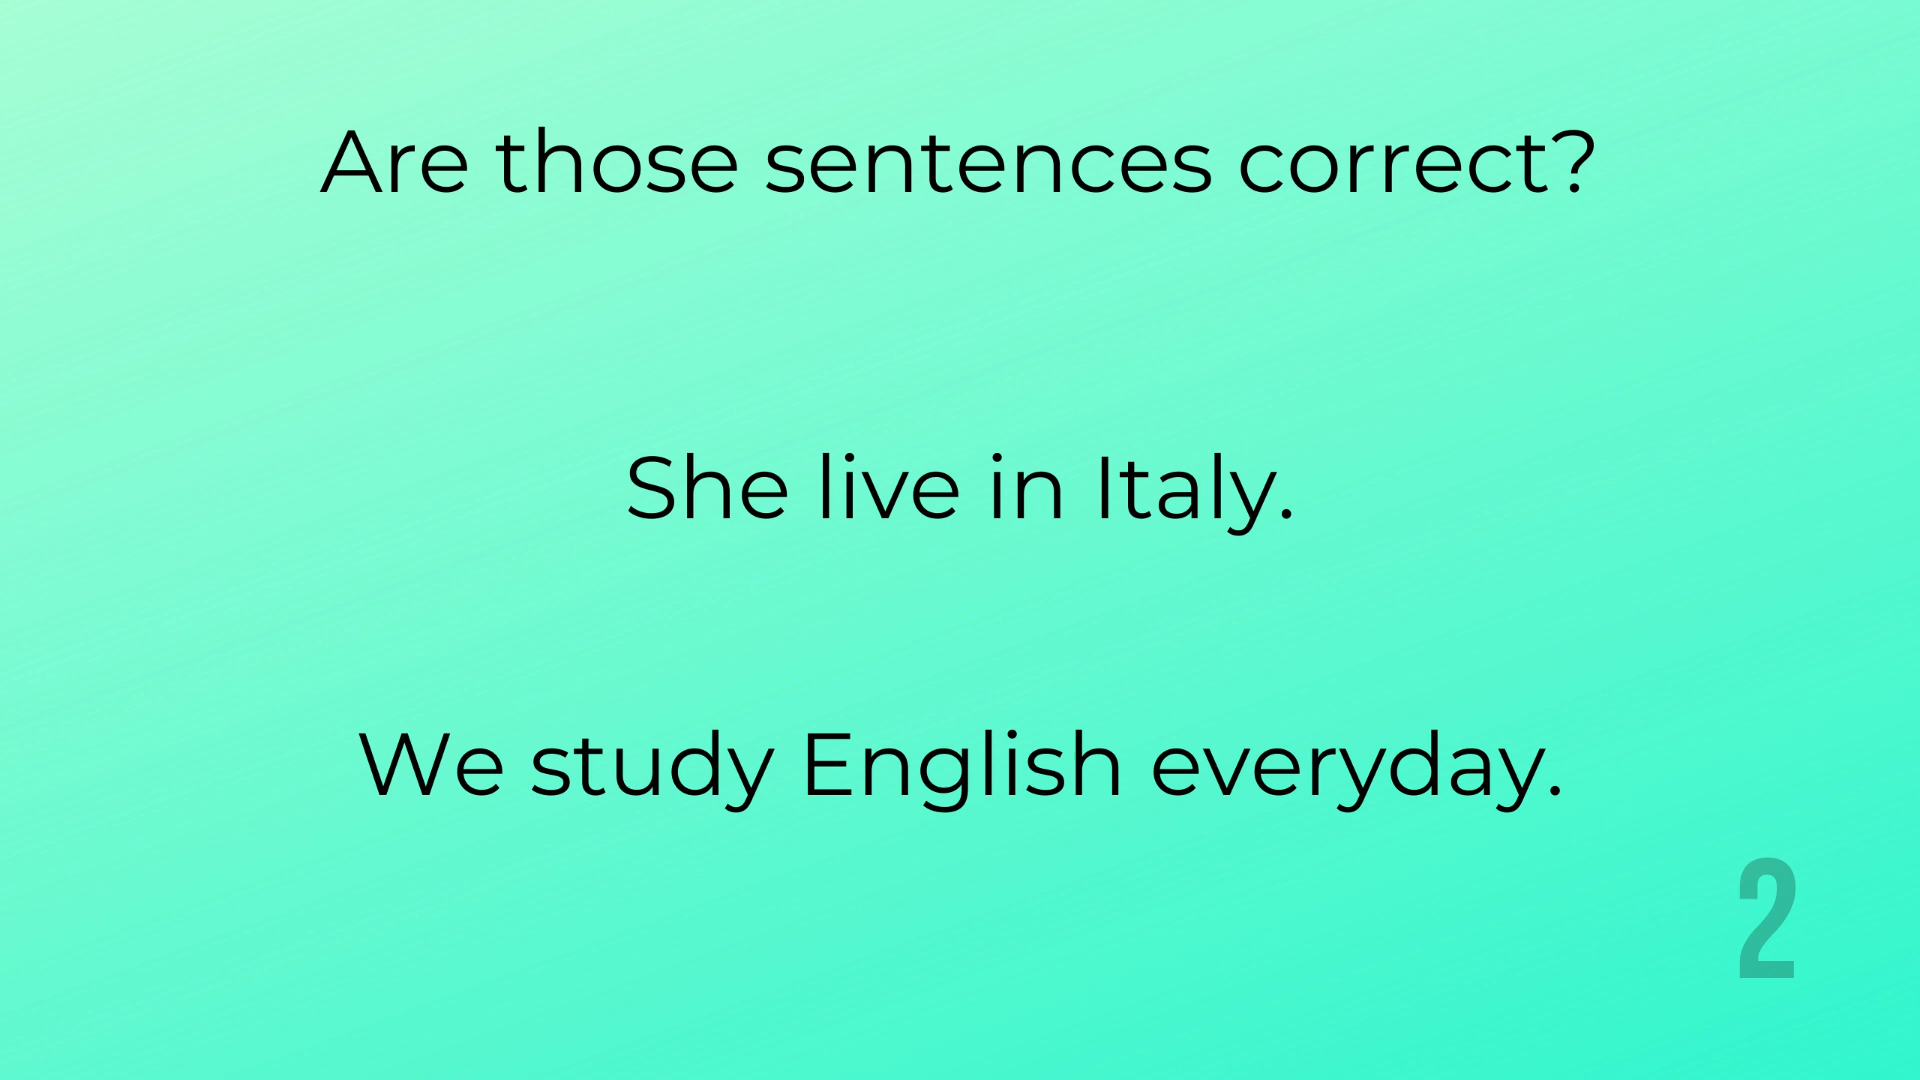 Are those sentences correct?
She live in Italy.
We study English everyday.
2